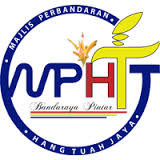 MAJLIS PERBANDARAN
MPHTJ
Bandaraya Pintar
HANG TUAH JAYA